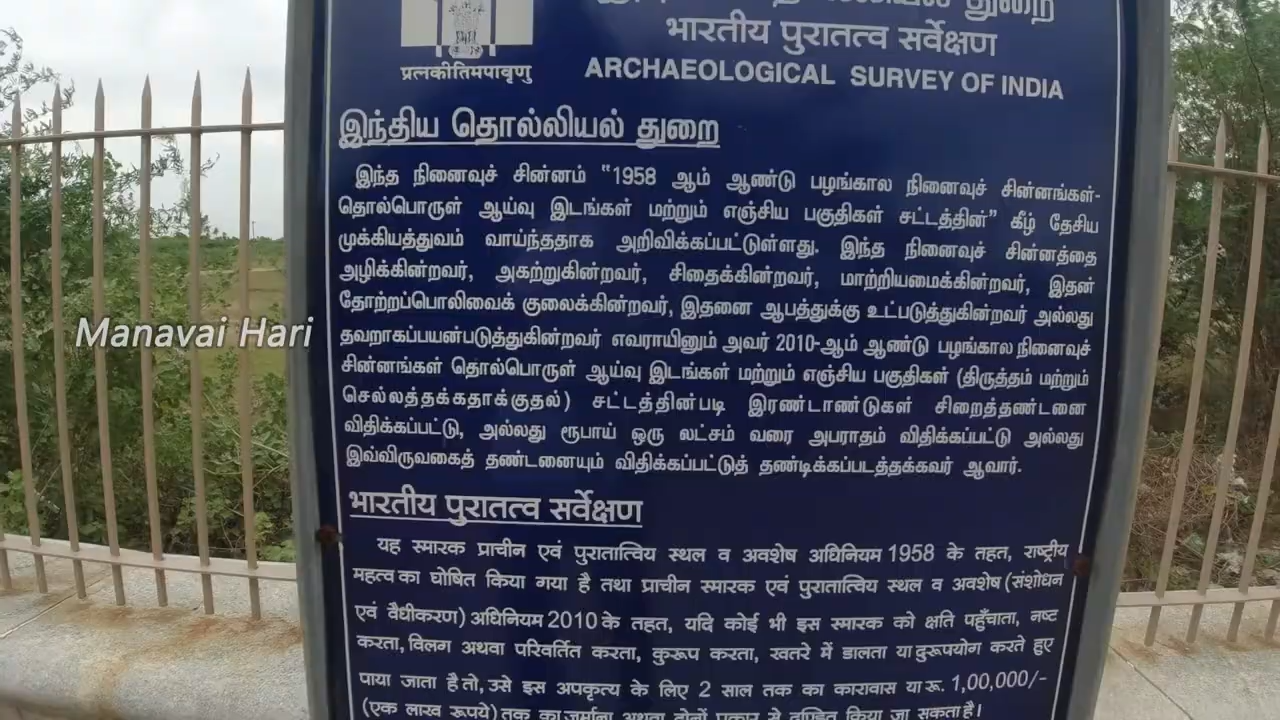 துறை
भारतीय पुरातत्व सर्वेक्षण
प्रत्नकीर्तिमपावृणु
ARCHAEOLOGICAL SURVEY OF INDIA
இந்திய தொல்லியல் துறை
இந்த நினைவுச் சின்னம் "1958 ஆம் ஆண்டு பழங்கால நினைவுச் சின்னங்கள்-
தொல்பொருள் ஆய்வு இடங்கள் மற்றும் எஞ்சிய பகுதிகள் சட்டத்தின்" கீழ் தேசிய
முக்கியத்துவம் வாய்ந்ததாக அறிவிக்கப்பட்டுள்ளது. இந்த நினைவுச் சின்னத்தை
அழிக்கின்றவர், அகற்றுகின்றவர், சிதைக்கின்றவர், மாற்றியமைக்கின்றவர், இதன்
தோற்றப்பொலிவைக் குலைக்கின்றவர், இதனை ஆபத்துக்கு உட்படுத்துகின்றவர் அல்லது
Manavai Hari
தவறாகப்பயன்படுத்துகின்றவர் எவராயினும் அவர் 2010-ஆம் ஆண்டு பழங்கால நினைவுச்
சின்னங்கள் தொல்பொருள் ஆய்வு இடங்கள் மற்றும் எஞ்சிய பகுதிகள் (திருத்தம் மற்றும்
செல்லத்தக்கதாக்குதல்) சட்டத்தின்படி இரண்டாண்டுகள் சிறைத்தண்டனை
விதிக்கப்பட்டு, அல்லது ரூபாய் ஒரு லட்சம் வரை அபராதம் விதிக்கப்பட்டு அல்லது
இவ்விருவகைத் தண்டனையும் விதிக்கப்பட்டுத் தண்டிக்கப்படத்தக்கவர் ஆவார்.
भारतीय पुरातत्व सर्वेक्षण
यह स्मारक प्राचीन एवं पुरातात्विय स्थल व अवशेष अधिनियम 1958 के तहत, राष्ट्रीय
महत्व का घोषित किया गया है तथा प्राचीन स्मारक एवं पुरातात्विय स्थल व अवशेष (संशोधन
एवं वैधीकरण) अधिनियम 2010 के तहत, यदि कोई भी इस स्मारक को क्षति पहुँचाता, नष्ट
करता, विलग अथवा परिवर्तित करता, कुरूप करता, खतरे में डालता या दुरूपयोग करते हुए
पाया जाता है तो, उसे इस अपकृत्य के लिए 2 साल तक का कारावास या रू. 1,00,000/-
(एक लाख रूपये) तक का जुर्माना अथवा दोनों प्रकार से दण्डित किया जा सकता है।